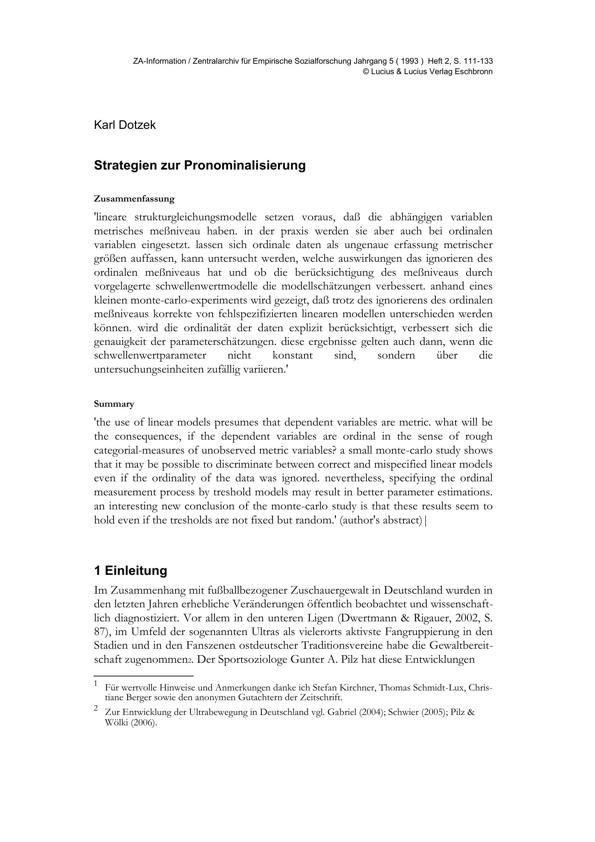 ZA-Information / Zentralarchiv für Empirische Sozialforschung Jahrgang 5 ( 1993 ) Heft 2, S. 111-133
© Lucius & Lucius Verlag Eschbronn
Karl Dotzek
Strategien zur Pronominalisierung
Zusammenfassung
'lineare strukturgleichungsmodelle setzen voraus, daß die abhängigen variablen
metrisches meßniveau haben. in der praxis werden sie aber auch bei ordinalen
variablen eingesetzt. lassen sich ordinale daten als ungenaue erfassung metrischer
größen auffassen, kann untersucht werden, welche auswirkungen das ignorieren des
ordinalen meßniveaus hat und ob die berücksichtigung des meßniveaus durch
vorgelagerte schwellenwertmodelle die modellschätzungen verbessert. anhand eines
kleinen monte-carlo-experiments wird gezeigt, daß trotz des ignorierens des ordinalen
meßniveaus korrekte von fehlspezifizierten linearen modellen unterschieden werden
können. wird die ordinalität der daten explizit berücksichtigt, verbessert sich die
genauigkeit der parameterschätzungen. diese ergebnisse gelten auch dann, wenn die
schwellenwertparameter nicht konstant sind, sondern über die
untersuchungseinheiten zufällig variieren.'
Summary
'the use of linear models presumes that dependent variables are metric. what will be
the consequences, if the dependent variables are ordinal in the sense of rough
categorial-measures of unobserved metric variables? a small monte-carlo study shows
that it may be possible to discriminate between correct and mispecified linear models
even if the ordinality of the data was ignored. nevertheless, specifying the ordinal
measurement process by treshold models may result in better parameter estimations.
an interesting new conclusion of the monte-carlo study is that these results seem to
hold even if the tresholds are not fixed but random.' (author's abstract)|
1 Einleitung
Im Zusammenhang mit fußballbezogener Zuschauergewalt in Deutschland wurden in
den letzten Jahren erhebliche Veränderungen öffentlich beobachtet und wissenschaft-
lich diagnostiziert. Vor allem in den unteren Ligen (Dwertmann & Rigauer, 2002, S.
87), im Umfeld der sogenannten Ultras als vielerorts aktivste Fangruppierung in den
Stadien und in den Fanszenen ostdeutscher Traditionsvereine habe die Gewaltbereit-
schaft zugenommen2. Der Sportsoziologe Gunter A. Pilz hat diese Entwicklungen
1 Für wertvolle Hinweise und Anmerkungen danke ich Stefan Kirchner, Thomas Schmidt-Lux, Chris-
tiane Berger sowie den anonymen Gutachtern der Zeitschrift.
2 Zur Entwicklung der Ultrabewegung in Deutschland vgl. Gabriel (2004); Schwier (2005); Pilz &
Wölki (2006).